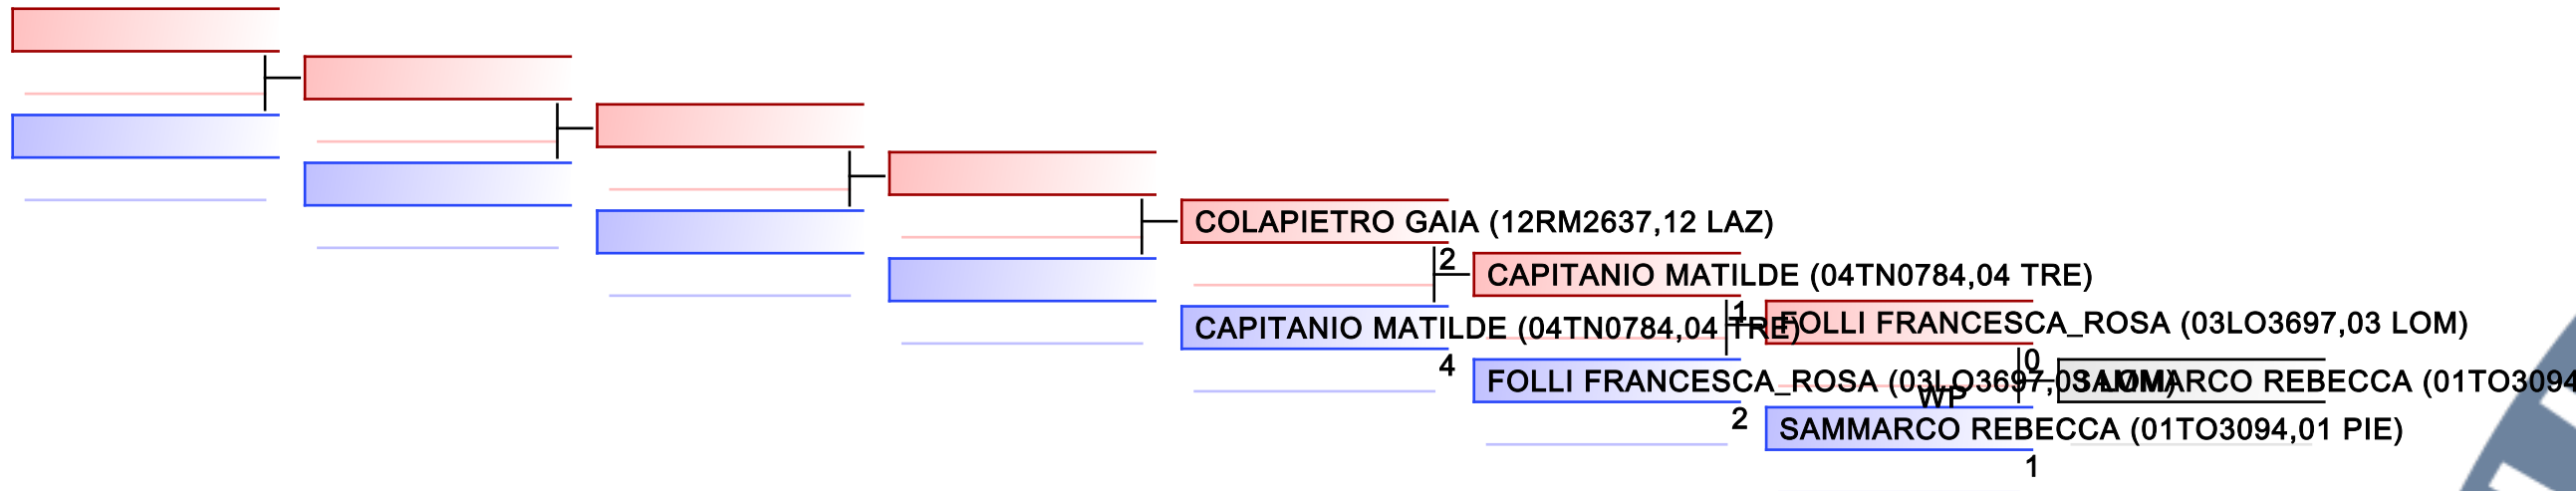 COLAPIETRO GAIA (12RM2637,12 LAZ)
2
CAPITANIO MATILDE (04TN0784,04 TRE)
1
CAPITANIO MATILDE (04TN0784,04 TRE)
FOLLI FRANCESCA_ROSA (03LO3697,03 LOM)
4
0
FOLLI FRANCESCA_ROSA (03LO3697,03 LOM)
SAMMARCO REBECCA (01TO3094
WP
2
SAMMARCO REBECCA (01TO3094,01 PIE)
1